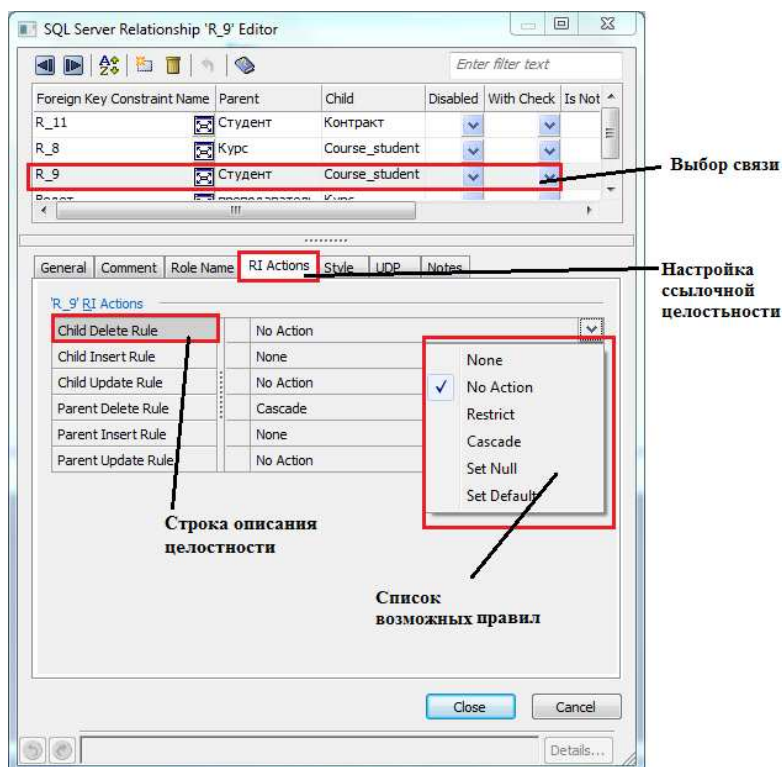 SQL Server Relationship 'R_9' Editor
Enter filter text
Foreign Key Constraint Name Parent Child Disabled With Check Is Not
R_11 Студент Контракт
R_8 Курс Course_student
R_9 Студент Course_student
Выбор связи
General Comment Role Name RI Actions Style UDP Notes
Настройка
ссылочной
целостьности
'R_9' RI Actions
Child Delete Rule No Action
Child Insert Rule None
Child Update Rule No Action
Parent Delete Rule Cascade
Parent Insert Rule None
Parent Update Rule No Action
None
No Action
Restrict
Cascade
Set Null
Set Default
Строка описания
целостности
Список
возможных правил
Close Cancel
Details...